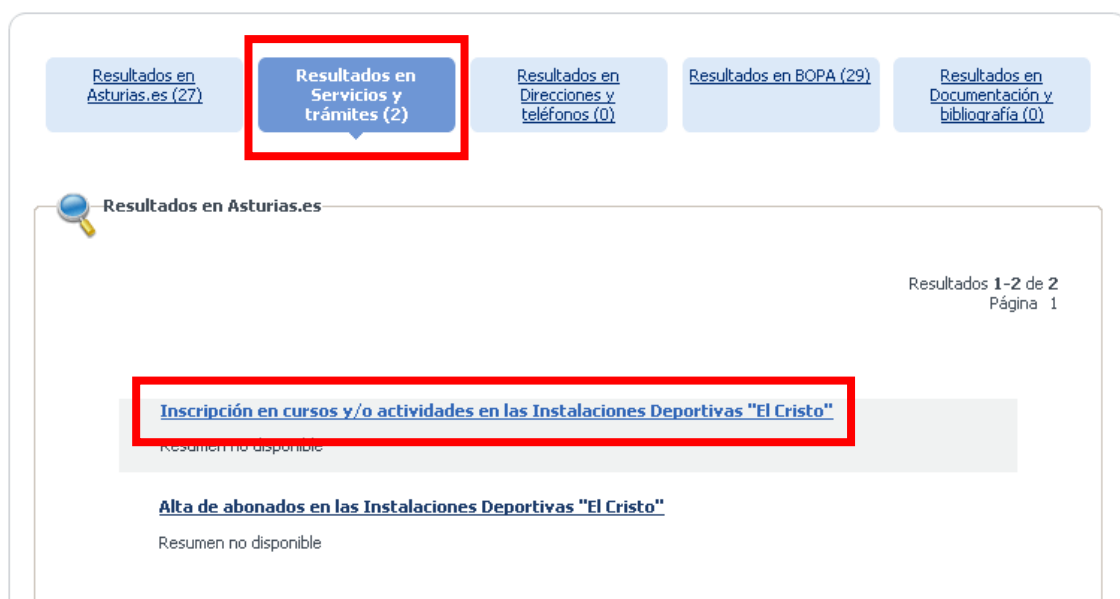 Resultados en
Asturias.es (27)
Resultados en
Servicios y
trámites (2)
Resultados en
Direcciones y
teléfonos (0)
Resultados en BOPA (29)
Resultados en
Documentación y
bibliografía (0)
Resultados en Asturias.es
Resultados 1-2 de 2
Página 1
Inscripción en cursos y/o actividades en las Instalaciones Deportivas "El Cristo"
Resumen no disponible
Alta de abonados en las Instalaciones Deportivas "El Cristo"
Resumen no disponible